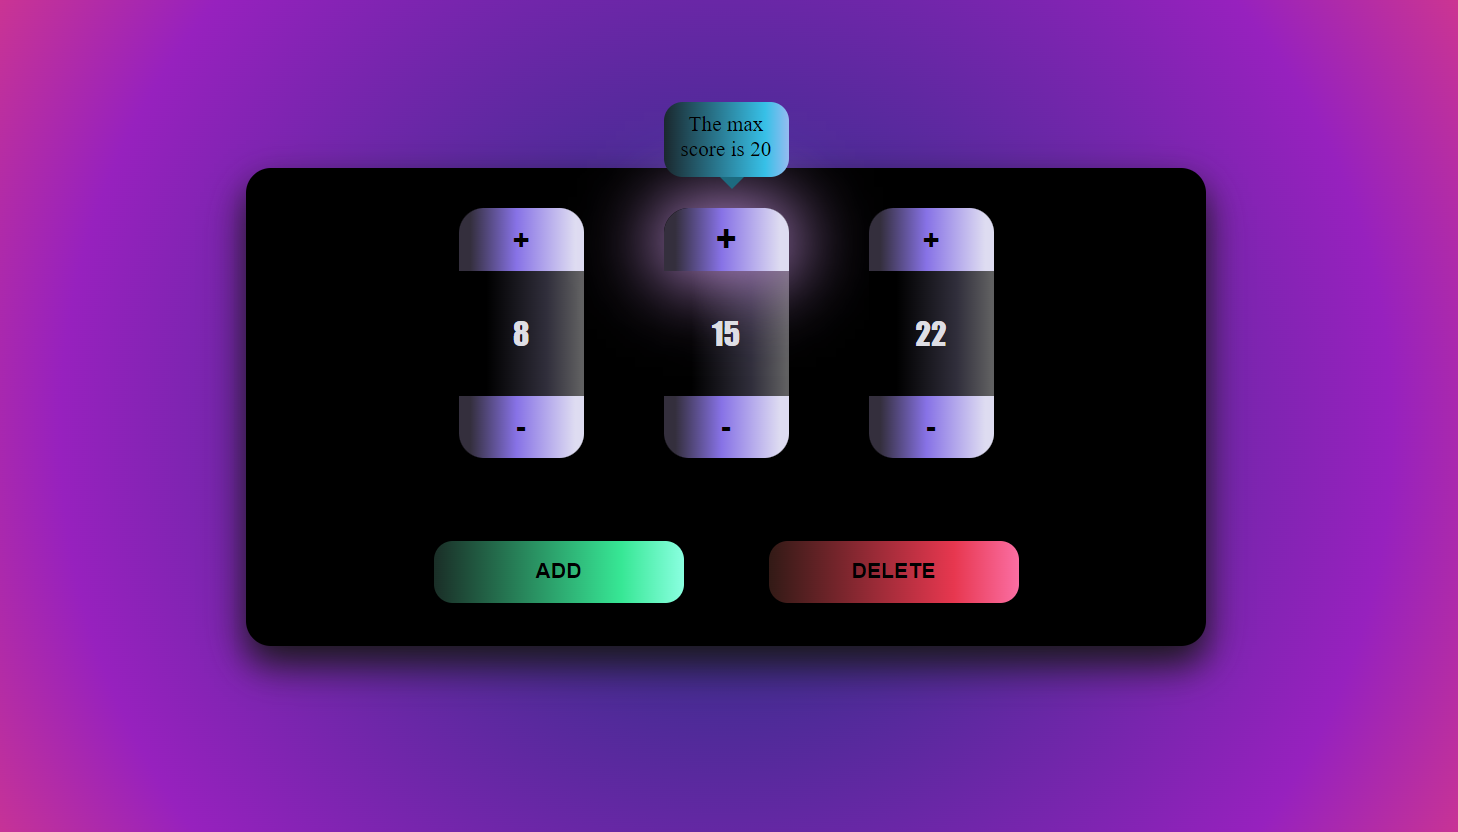 The max
score is 20
+ + +
8 15 22
- - -
ADD DELETE